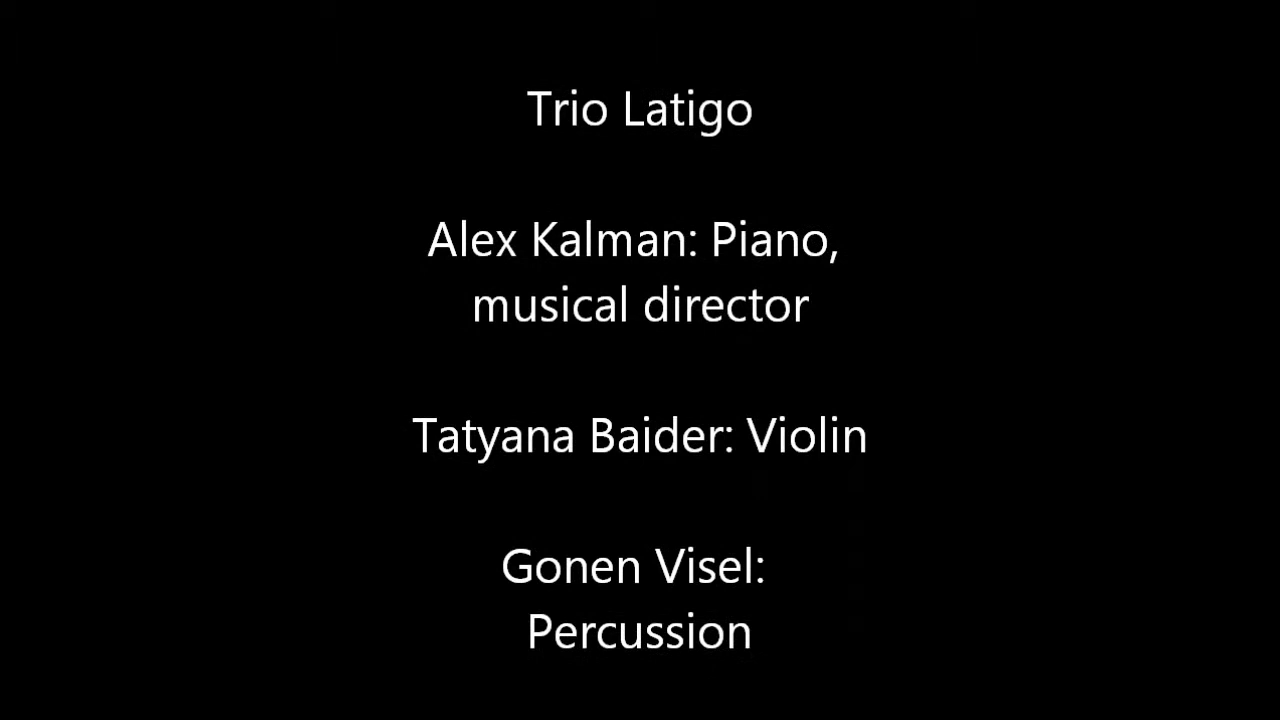 Trio Latigo
Alex Kalman: Piano,
musical director
Tatyana Baider: Violin
Gonen Visel:
Percussion